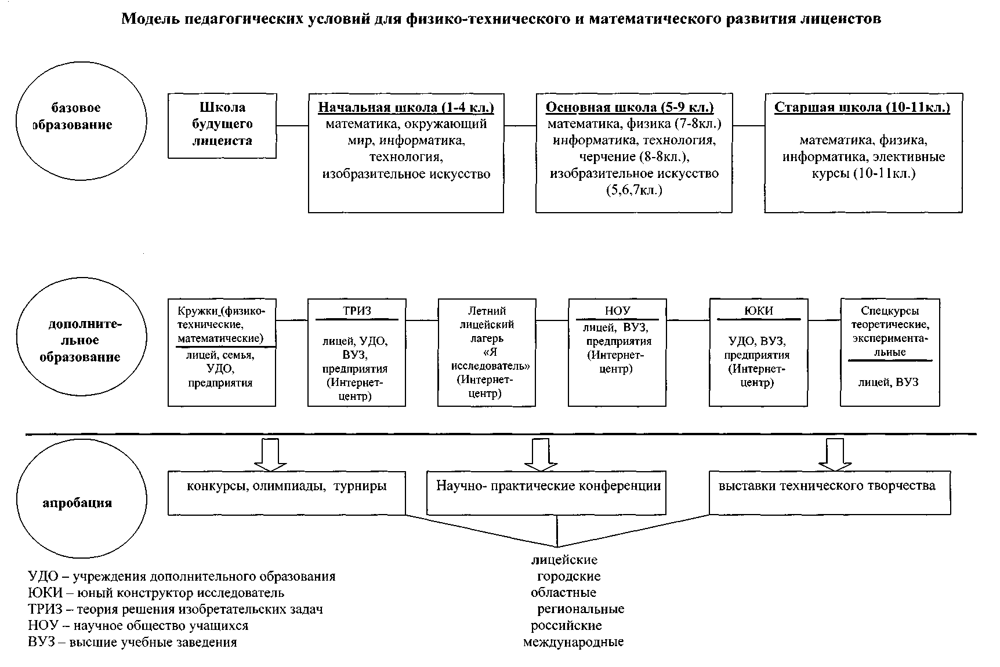 Модель педагогических условий для физико-технического и математического развития лицеистов
базовое
образование
Школа
будущего
лицеиста
Начальная школа (1-4 кл.)
математика, окружающий
мир, информатика,
технология,
изобразительное искусство
Основная школа (5-9 кл.)
математика, физика (7-8кл.)
информатика, технология,
черчение (8-8кл.),
изобразительное искусство
(5,6,7кл.)
Старшая школа (10-11кл.)
математика, физика,
информатика, элективные
курсы (10-11кл.)
дополните-
льное
образование
Кружки (физико-
технические,
математические)
лицей, семья,
УДО,
предприятия
ТРИЗ
лицей, УДО,
ВУЗ,
предприятия
(Интернет-
центр)
Летний
лицейский
лагерь
«Я
исследователь»
(Интернет-
центр)
НОУ
лицей, ВУЗ,
предприятия
(Интернет-
центр)
ЮКИ
УДО, ВУЗ,
предприятия
(Интернет-
центр)
Спецкурсы
теоретические,
эксперимента-
льные
лицей, ВУЗ
апробация
конкурсы, олимпиады, турниры
Научно- практические конференции
выставки технического творчества
лицейские
городские
областные
региональные
российские
международные
УДО – учреждения дополнительного образования
ЮКИ – юный конструктор исследователь
ТРИЗ – теория решения изобретательских задач
НОУ – научное общество учащихся
ВУЗ – высшие учебные заведения